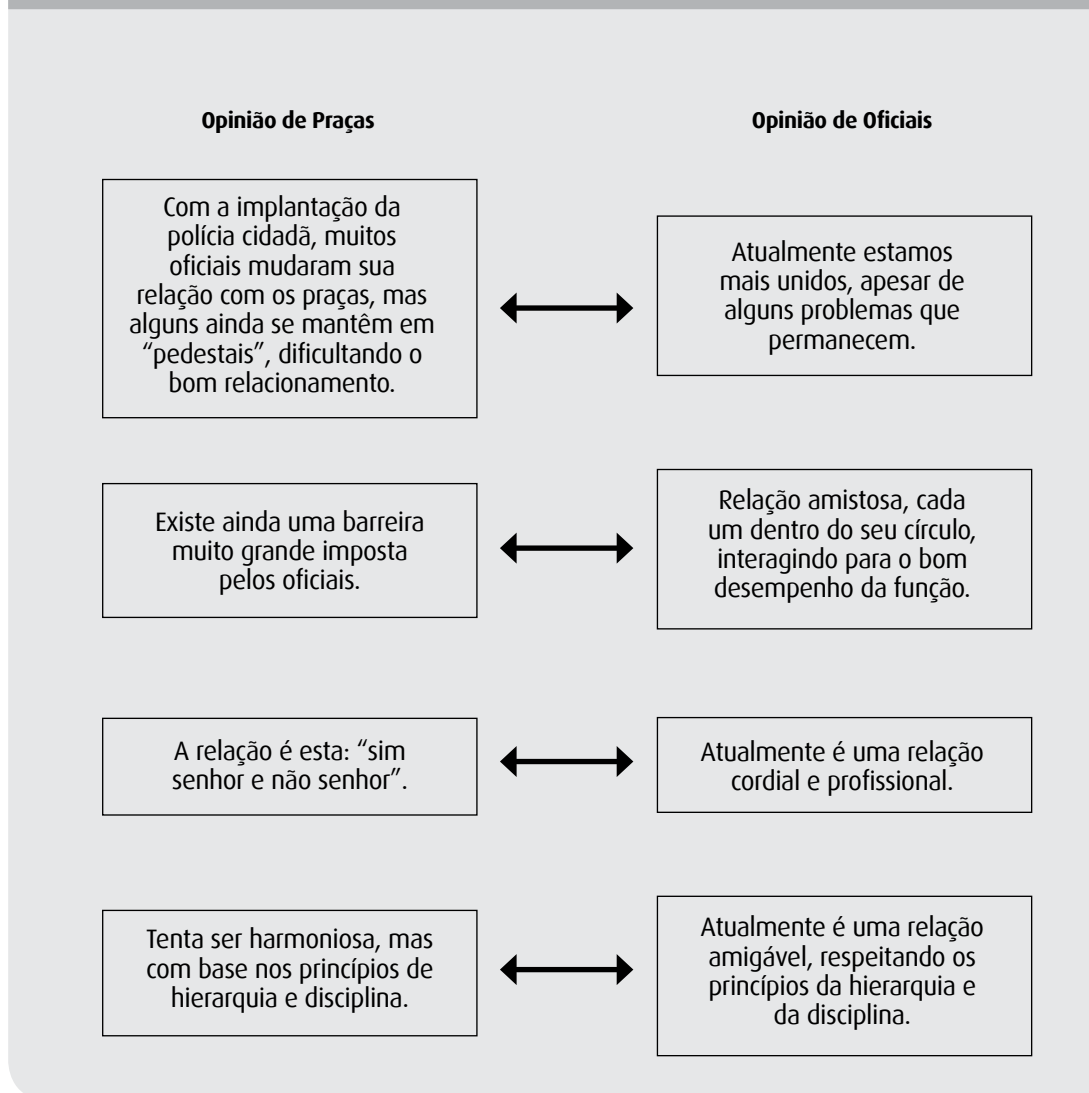 Opinião de Praças
Opinião de Oficiais
Com a implantação da
polícia cidadã, muitos
oficiais mudaram sua
relação com os praças, mas
alguns ainda se mantêm em
“pedestais”, dificultando o
bom relacionamento.
Atualmente estamos
mais unidos, apesar de
alguns problemas que
permanecem.
Existe ainda uma barreira
muito grande imposta
pelos oficiais.
Relação amistosa, cada
um dentro do seu círculo,
interagindo para o bom
desempenho da função.
A relação é esta: “sim
senhor e não senhor”.
Atualmente é uma relação
cordial e profissional.
Tenta ser harmoniosa, mas
com base nos princípios de
hierarquia e disciplina.
Atualmente é uma relação
amigável, respeitando os
princípios da hierarquia e
da disciplina.